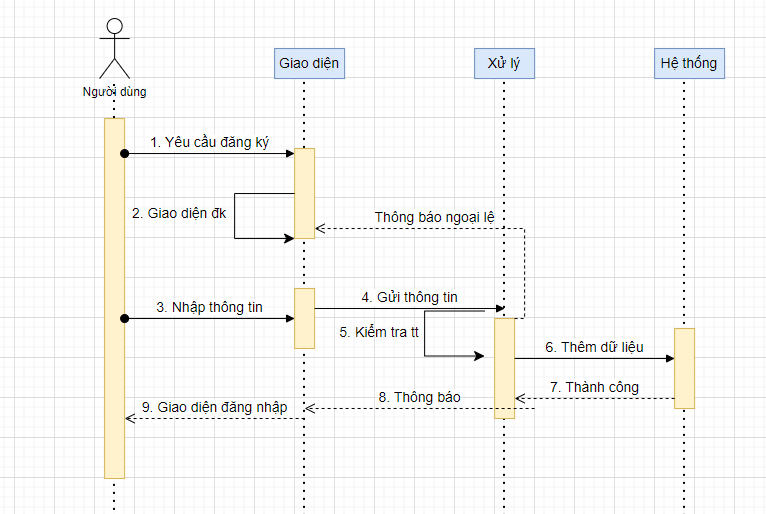 Giao diện
Xử lý
Hệ thống
Người dùng
1. Yêu cầu đăng ký
2. Giao diện đk
Thông báo ngoại lệ
3. Nhập thông tin
4. Gửi thông tin
5. Kiểm tra tt
6. Thêm dữ liệu
7. Thành công
8. Thông báo
9. Giao diện đăng nhập